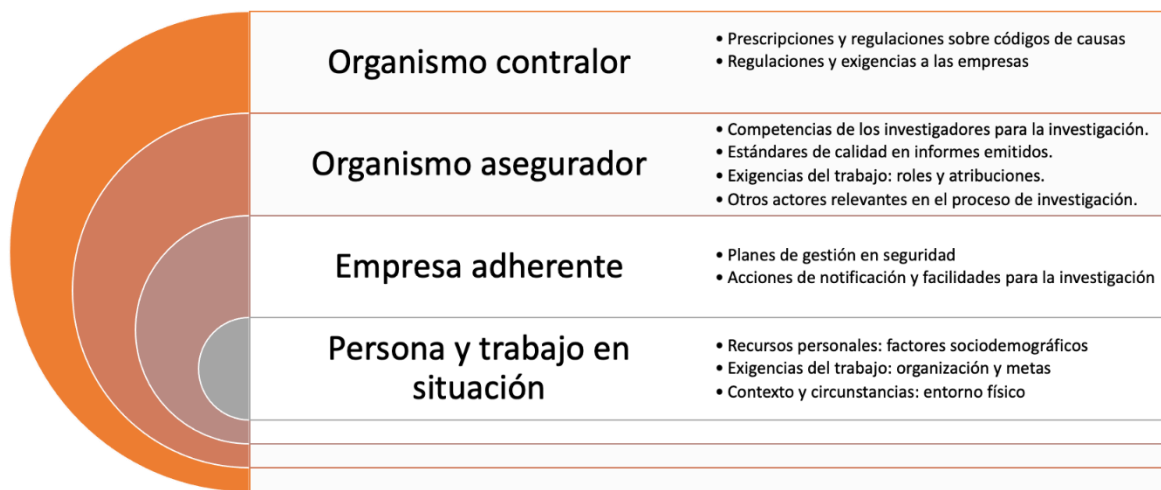 Organismo contralor
• Prescripciones y regulaciones sobre códigos de causas
• Regulaciones y exigencias a las empresas
Organismo asegurador
• Competencias de los investigadores para la investigación.
• Estándares de calidad en informes emitidos.
• Exigencias del trabajo: roles y atribuciones.
• Otros actores relevantes en el proceso de investigación.
Empresa adherente
• Planes de gestión en seguridad
• Acciones de notificación y facilidades para la investigación
Persona y trabajo en
situación
• Recursos personales: factores sociodemográficos
• Exigencias del trabajo: organización y metas
• Contexto y circunstancias: entorno físico